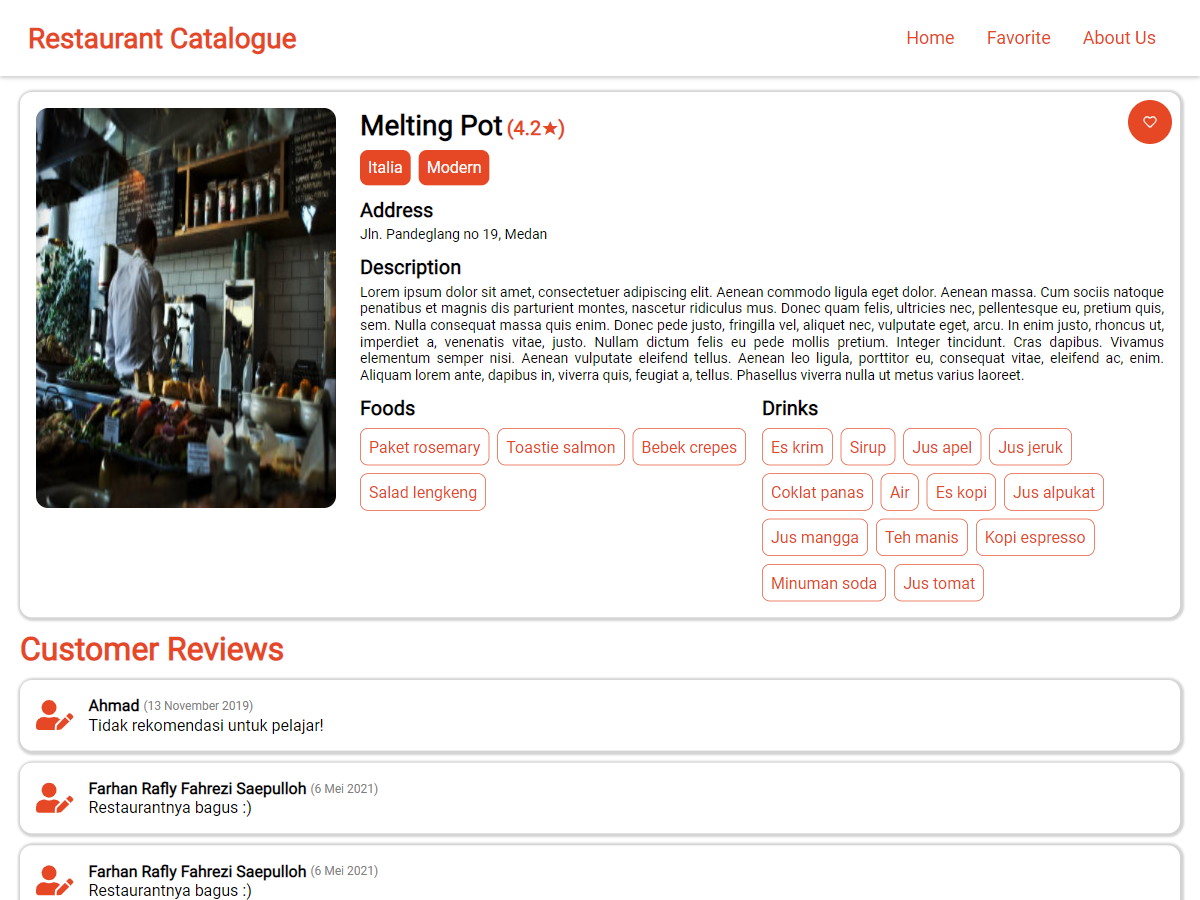 Restaurant Catalogue
Home Favorite About Us
Melting Pot (4.2★)
Italia Modern
Address
Jln. Pandeglang no 19, Medan
Description
Lorem ipsum dolor sit amet, consectetuer adipiscing elit. Aenean commodo ligula eget dolor. Aenean massa. Cum sociis natoque
penatibus et magnis dis parturient montes, nascetur ridiculus mus. Donec quam felis, ultricies nec, pellentesque eu, pretium quis,
sem. Nulla consequat massa quis enim. Donec pede justo, fringilla vel, aliquet nec, vulputate eget, arcu. In enim justo, rhoncus ut,
imperdiet a, venenatis vitae, justo. Nullam dictum felis eu pede mollis pretium. Integer tincidunt. Cras dapibus. Vivamus
elementum semper nisi. Aenean vulputate eleifend tellus. Aenean leo ligula, porttitor eu, consequat vitae, eleifend ac, enim.
Aliquam lorem ante, dapibus in, viverra quis, feugiat a, tellus. Phasellus viverra nulla ut metus varius laoreet.
Foods
Paket rosemary Toastie salmon Bebek crepes
Salad lengkeng
Drinks
Es krim Sirup Jus apel Jus jeruk
Coklat panas Air Es kopi Jus alpukat
Jus mangga Teh manis Kopi espresso
Minuman soda Jus tomat
Customer Reviews
Ahmad (13 November 2019)
Tidak rekomendasi untuk pelajar!
Farhan Rafly Fahrezi Saepulloh (6 Mei 2021)
Restaurantnya bagus :)
Farhan Rafly Fahrezi Saepulloh (6 Mei 2021)
Restaurantnya bagus :)